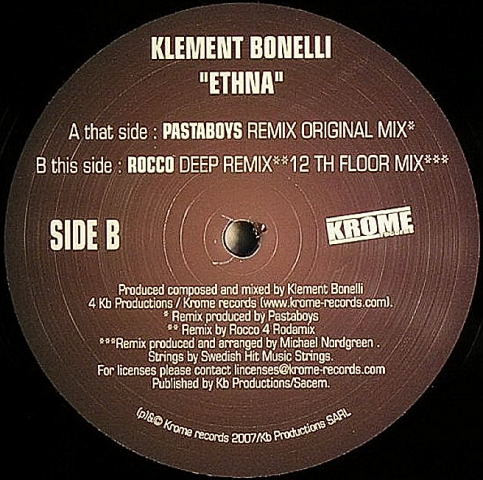 KLEMENT BONELLI
"ETHNA"
A that side : PASTABOYS REMIX ORIGINAL MIX*
B this side : ROCCO DEEP REMIX**12 TH FLOOR MIX***
SIDE B
KROME
Produced composed and mixed by Klement Bonelli
4 Kb Productions / Krome records (www.krome-records.com).
* Remix produced by Pastaboys
** Remix by Rocco 4 Rodamix
***Remix produced and arranged by Michael Nordgreen .
Strings by Swedish Hit Music Strings.
For licenses please contact lincenses@krome-records.com
Published by Kb Productions/Sacem.
(p)&© Krome records 2007/Kb Productions SARL